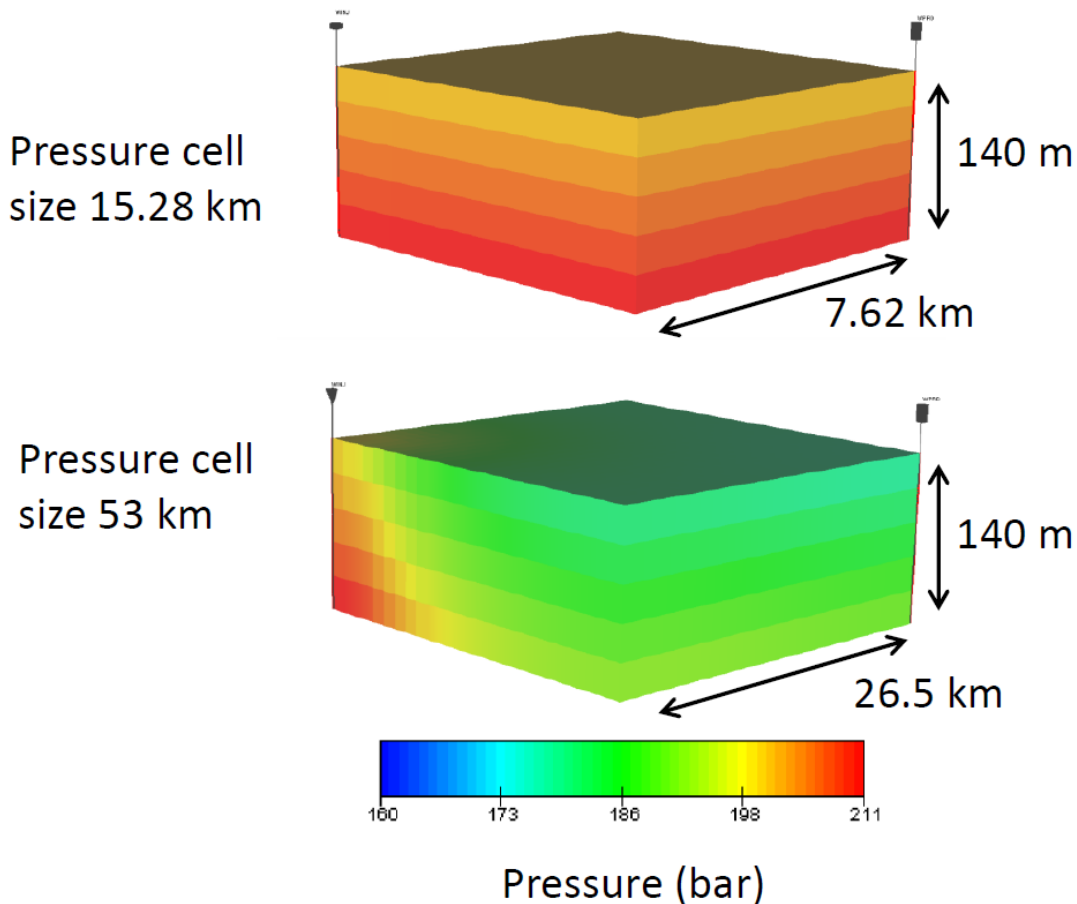 Pressure cell
size 15.28 km
140 m
7.62 km
Pressure cell
size 53 km
140 m
26.5 km
160 173 186 198 211
Pressure (bar)